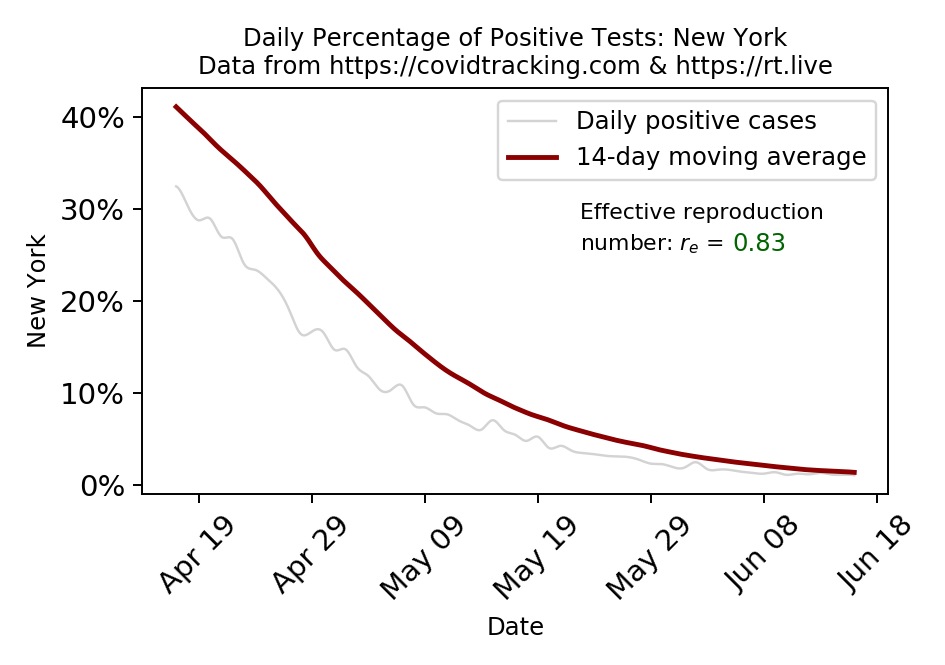 Daily Percentage of Positive Tests: New York
Data from https://covidtracking.com & https://rt.live
40%
30%
20%
10%
0%
New York
Daily positive cases
14-day moving average
Effective reproduction
number: rₑ = 0.83
Apr 19
Apr 29
May 09
May 19
May 29
Jun 08
Jun 18
Date